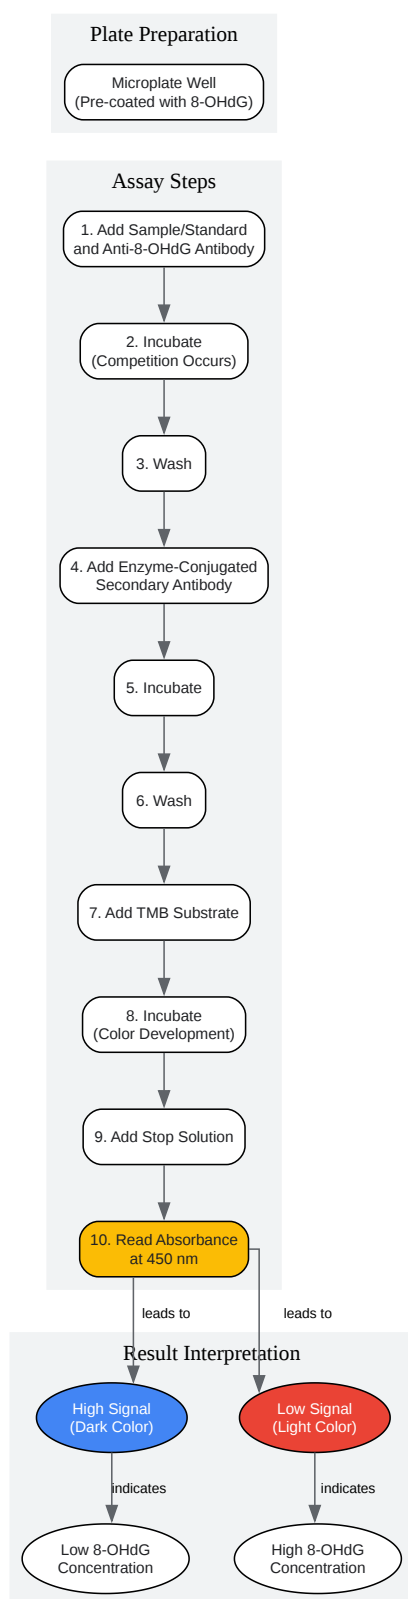 Plate Preparation
Microplate Well
(Pre-coated with 8-OHdG)
Assay Steps
1. Add Sample/Standard
and Anti-8-OHdG Antibody
2. Incubate
(Competition Occurs)
3. Wash
4. Add Enzyme-Conjugated
Secondary Antibody
5. Incubate
6. Wash
7. Add TMB Substrate
8. Incubate
(Color Development)
9. Add Stop Solution
10. Read Absorbance
at 450 nm
leads to
leads to
Result Interpretation
High Signal
(Dark Color)
Low Signal
(Light Color)
indicates
indicates
Low 8-OHdG
Concentration
High 8-OHdG
Concentration